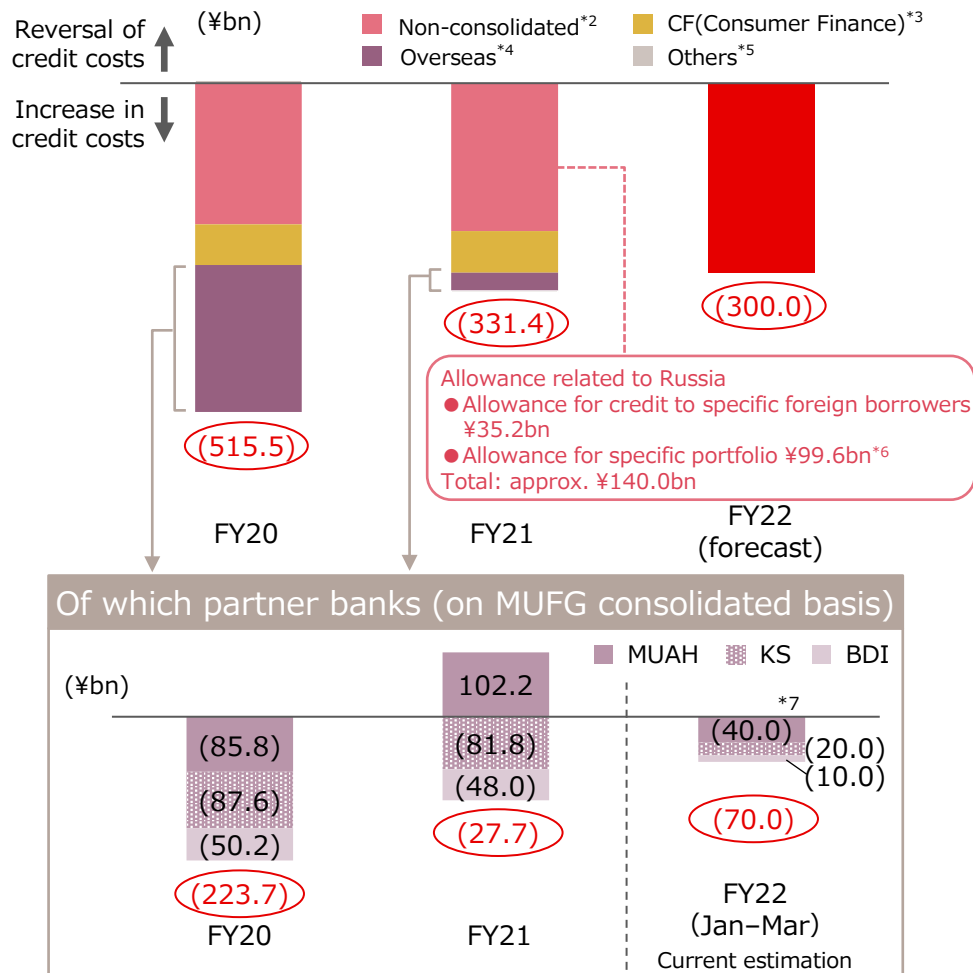 (¥bn)
Reversal of
credit costs
Non-consolidated*2
CF(Consumer Finance)*3
Overseas*4
Others*5
Increase in
credit costs
(515.5)
(331.4)
(300.0)
Allowance related to Russia
●Allowance for credit to specific foreign borrowers
¥35.2bn
●Allowance for specific portfolio ¥99.6bn*6
Total: approx. ¥140.0bn
FY20
FY21
FY22
(forecast)
Of which partner banks (on MUFG consolidated basis)
MUAH
KS
BDI
(¥bn)
(85.8)
(87.6)
(50.2)
(223.7)
FY20
102.2
(81.8)
(48.0)
(27.7)
FY21
*7
(40.0)
(20.0)
(10.0)
(70.0)
FY22
(Jan–Mar)
Current estimation